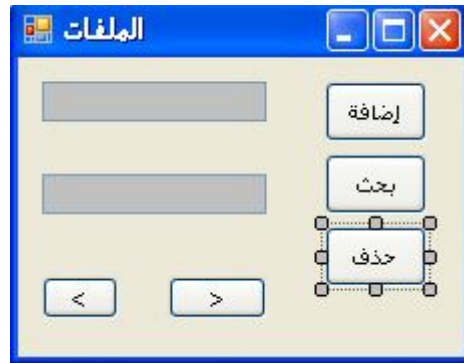 الملفات
إضافة
بحث
حذف
< >